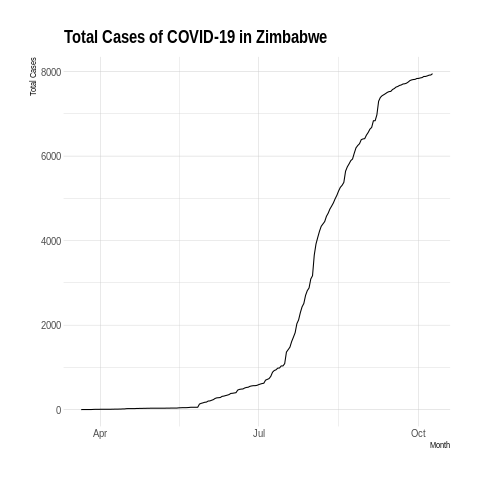 Total Cases of COVID-19 in Zimbabwe
Total Cases
8000
6000
4000
2000
0
Apr
Jul
Oct
Month